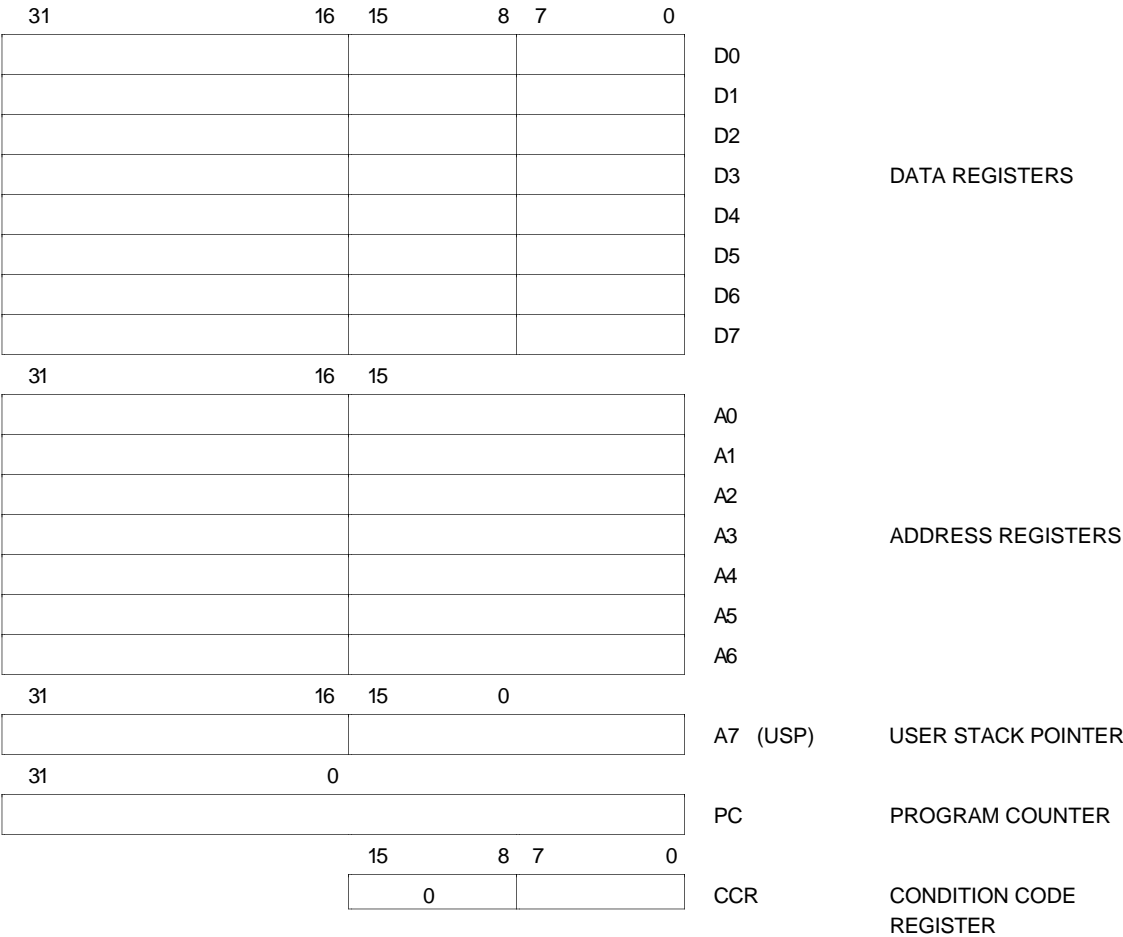 31 16 15 8 7 0
D0
D1
D2
D3 DATA REGISTERS
D4
D5
D6
D7
31 16 15
A0
A1
A2
A3 ADDRESS REGISTERS
A4
A5
A6
31 16 15 0
A7 (USP) USER STACK POINTER
31 0
PC PROGRAM COUNTER
15 8 7 0
0 CCR CONDITION CODE
REGISTER